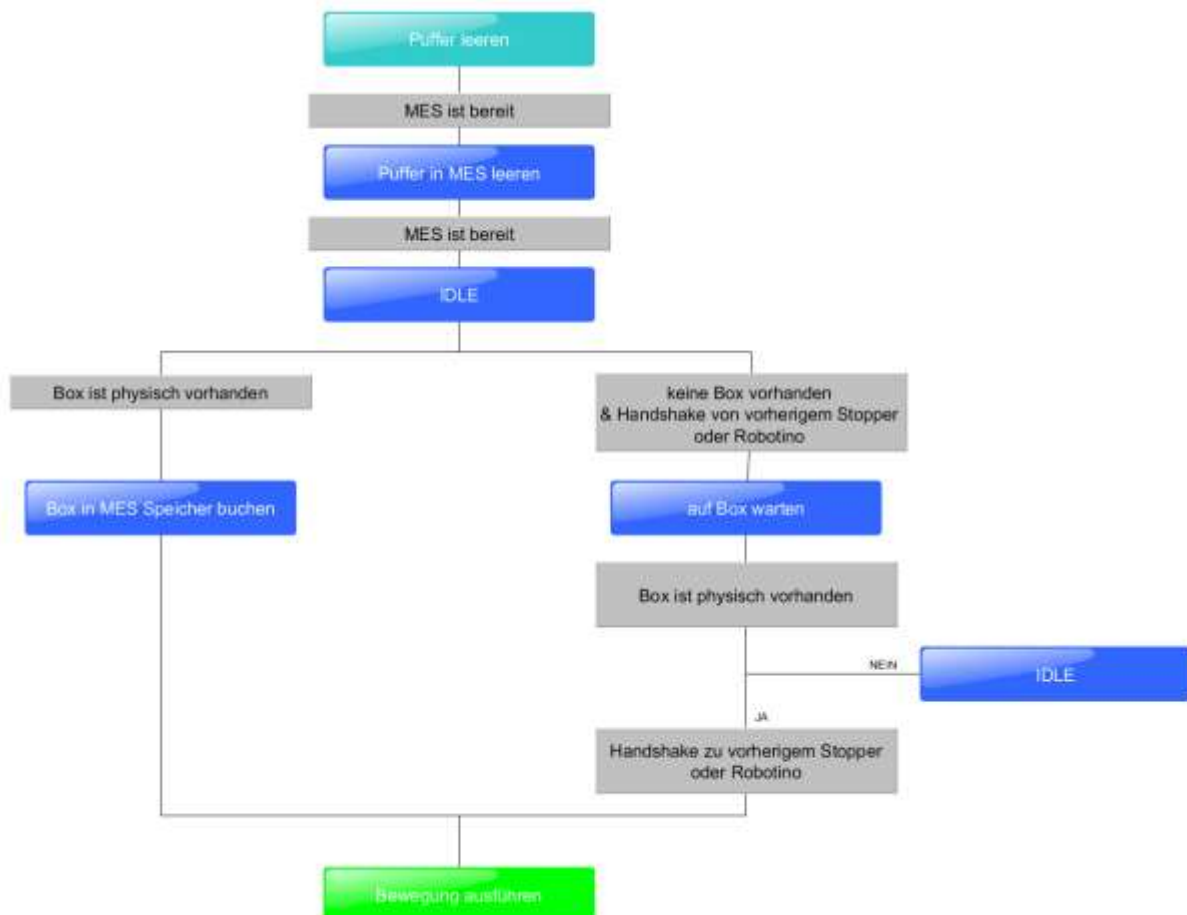 Puffer leeren
MES ist bereit
Puffer in MES leeren
MES ist bereit
IDLE
Box ist physisch vorhanden
keine Box vorhanden
& Handshake von vorherigem Stopper
oder Robotino
Box in MES Speicher buchen
auf Box warten
Box ist physisch vorhanden
NEIN
IDLE
JA
Handshake zu vorherigem Stopper
oder Robotino
Bewegung ausführen